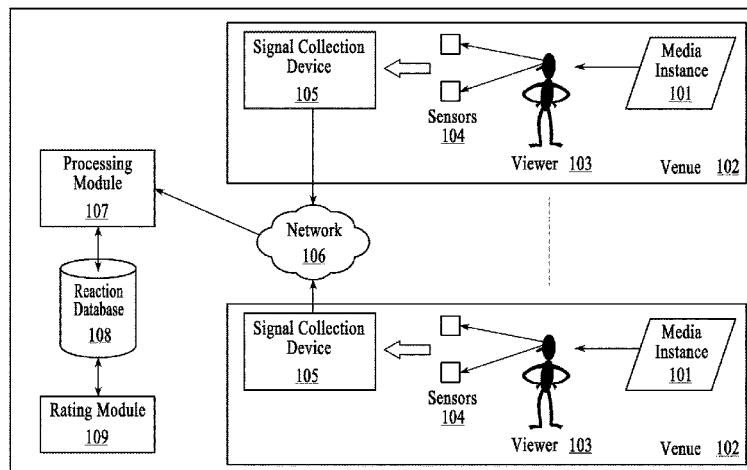 Signal Collection
Device
105
Sensors
104
Viewer 103
Media
Instance
101
Venue 102
Processing
Module
107
Network
106
Reaction
Database
108
Rating Module
109
Signal Collection
Device
105
Sensors
104
Viewer 103
Media
Instance
101
Venue 102